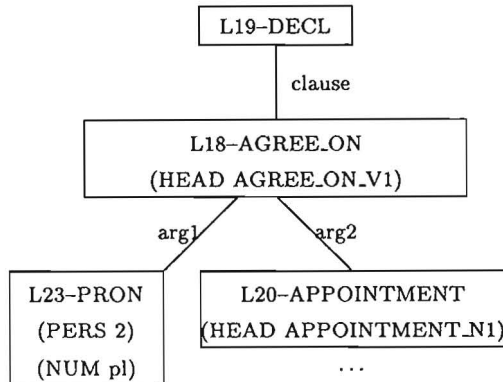 L19–DECL
clause
L18–AGREE_ON
(HEAD AGREE_ON_V1)
arg1
arg2
L23–PRON
(PERS 2)
(NUM pl)
L20–APPOINTMENT
(HEAD APPOINTMENT_N1)
...